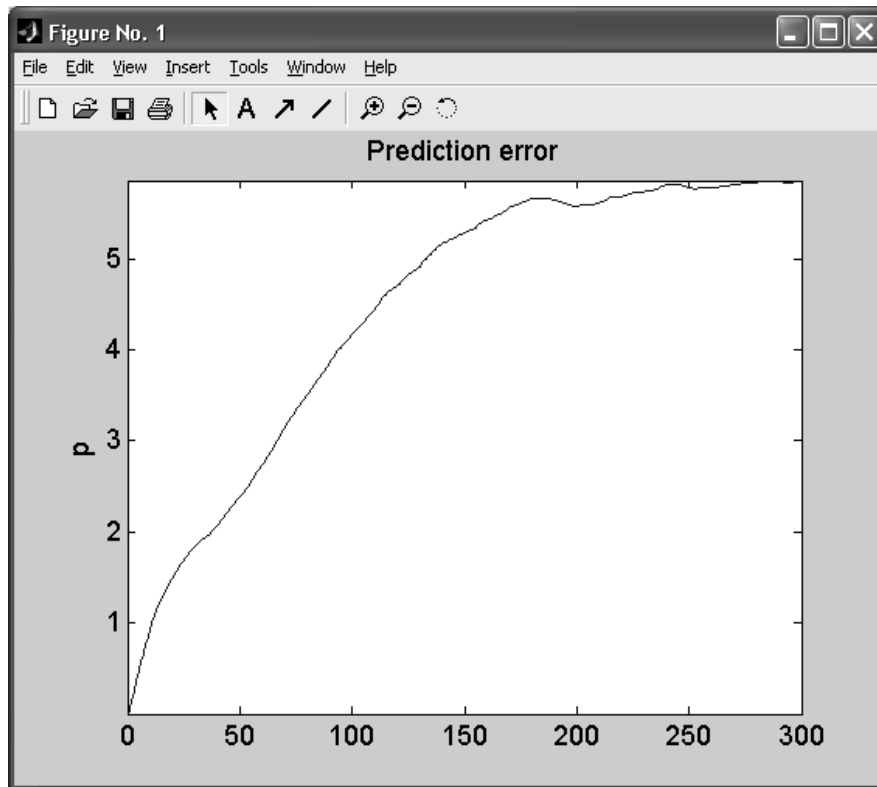 Figure No. 1
File Edit View Insert Tools Window Help
A
Prediction error
5
4
3
2
1
p
0 50 100 150 200 250 300